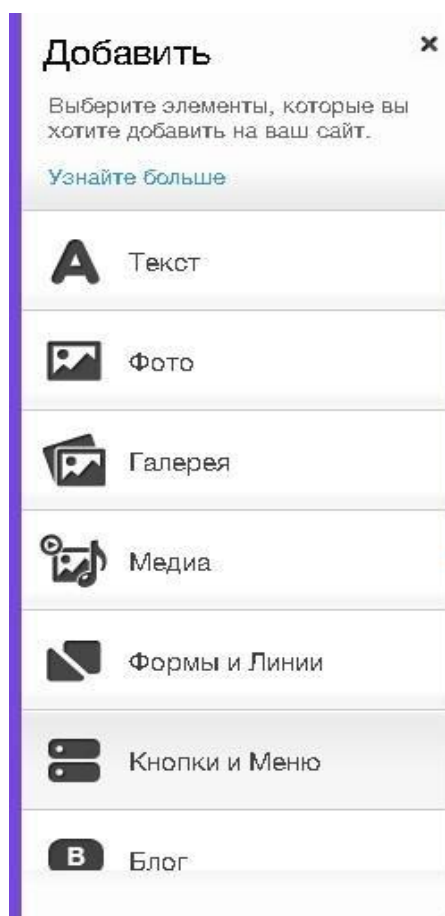 Добавить
Выберите элементы, которые вы
хотите добавить на ваш сайт.
Узнайте больше
Текст
Фото
Галерея
Медиа
Формы и Линии
Кнопки и Меню
B Блог